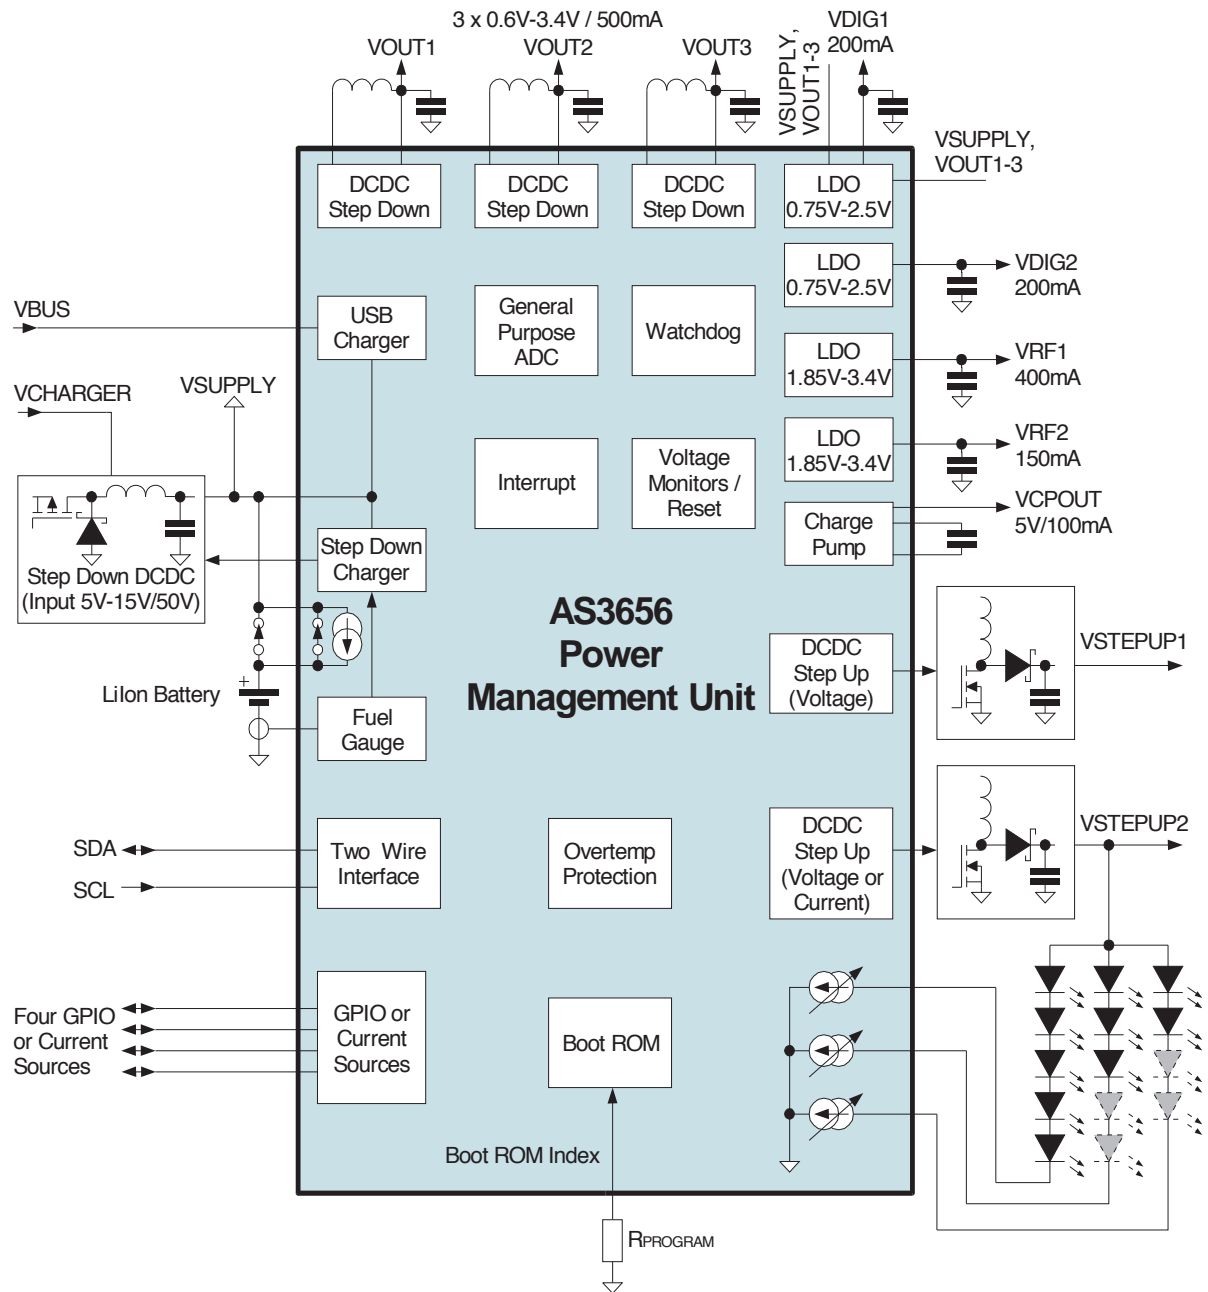 3 x 0.6V-3.4V / 500mA
VOUT1
VOUT2
VOUT3
VSUPPLY,
VOUT1-3
VDIG1
200mA
VSUPPLY,
VOUT1-3
DCDC
Step Down
DCDC
Step Down
DCDC
Step Down
LDO
0.75V-2.5V
LDO
0.75V-2.5V
VDIG2
200mA
VBUS
USB
Charger
General
Purpose
ADC
Watchdog
LDO
1.85V-3.4V
VRF1
400mA
VCHARGER
VSUPPLY
LDO
1.85V-3.4V
VRF2
150mA
Interrupt
Voltage
Monitors /
Reset
Charge
Pump
VCPOUT
5V/100mA
Step Down DCDC
(Input 5V-15V/50V)
Step Down
Charger
AS3656
Power
Management Unit
DCDC
Step Up
(Voltage)
VSTEPUP1
+
LiIon Battery
Fuel
Gauge
SDA
SCL
Two Wire
Interface
Overtemp
Protection
DCDC
Step Up
(Voltage or
Current)
VSTEPUP2
Four GPIO
or Current
Sources
GPIO or
Current
Sources
Boot ROM
Boot ROM Index
RPROGRAM